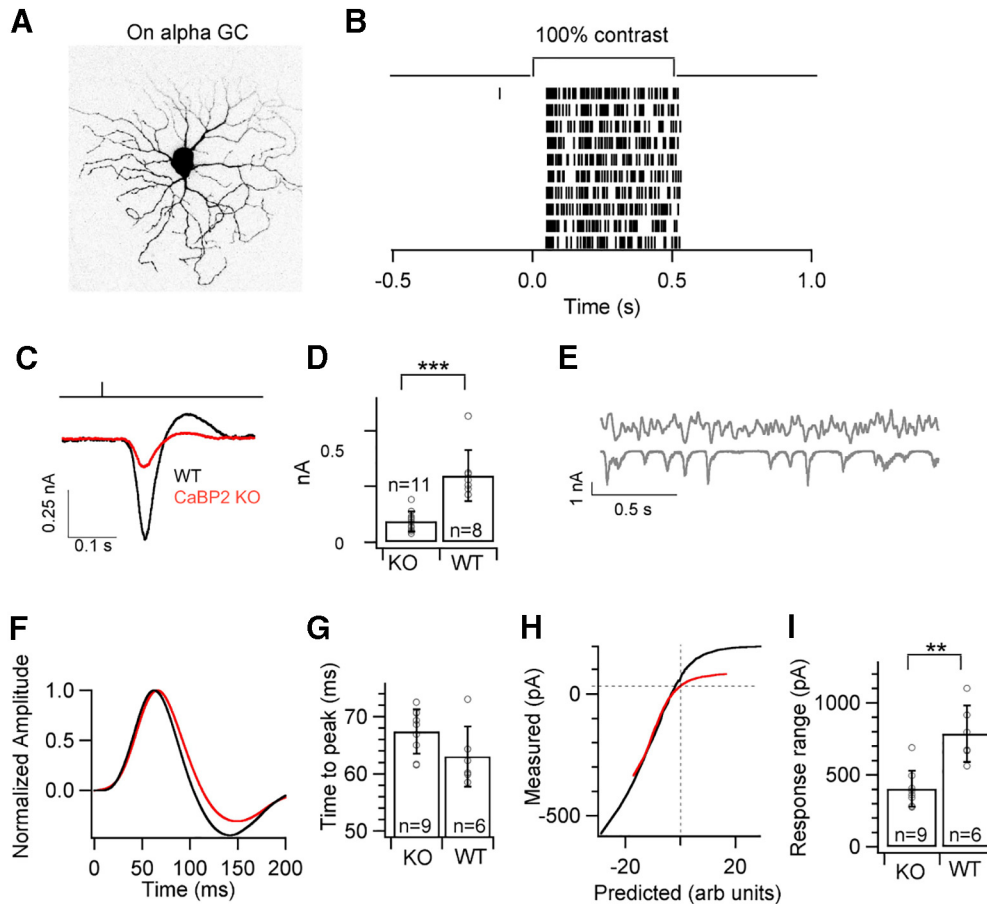 A
On alpha GC
B
100% contrast
-0.5
0.0
0.5
1.0
Time (s)
C
WT
CaBP2 KO
0.25 nA
0.1 s
D
***
nA
0.5
0
n=11
n=8
KO
WT
E
1 nA
0.5 s
F
Normalized Amplitude
1.0
0.5
0.0
0
50
100
150
200
Time (ms)
G
Time to peak (ms)
70
60
50
n=9
n=6
KO
WT
H
Measured (pA)
0
-500
-20
0
20
Predicted (arb units)
I
**
Response range (pA)
1000
500
0
n=9
n=6
KO
WT